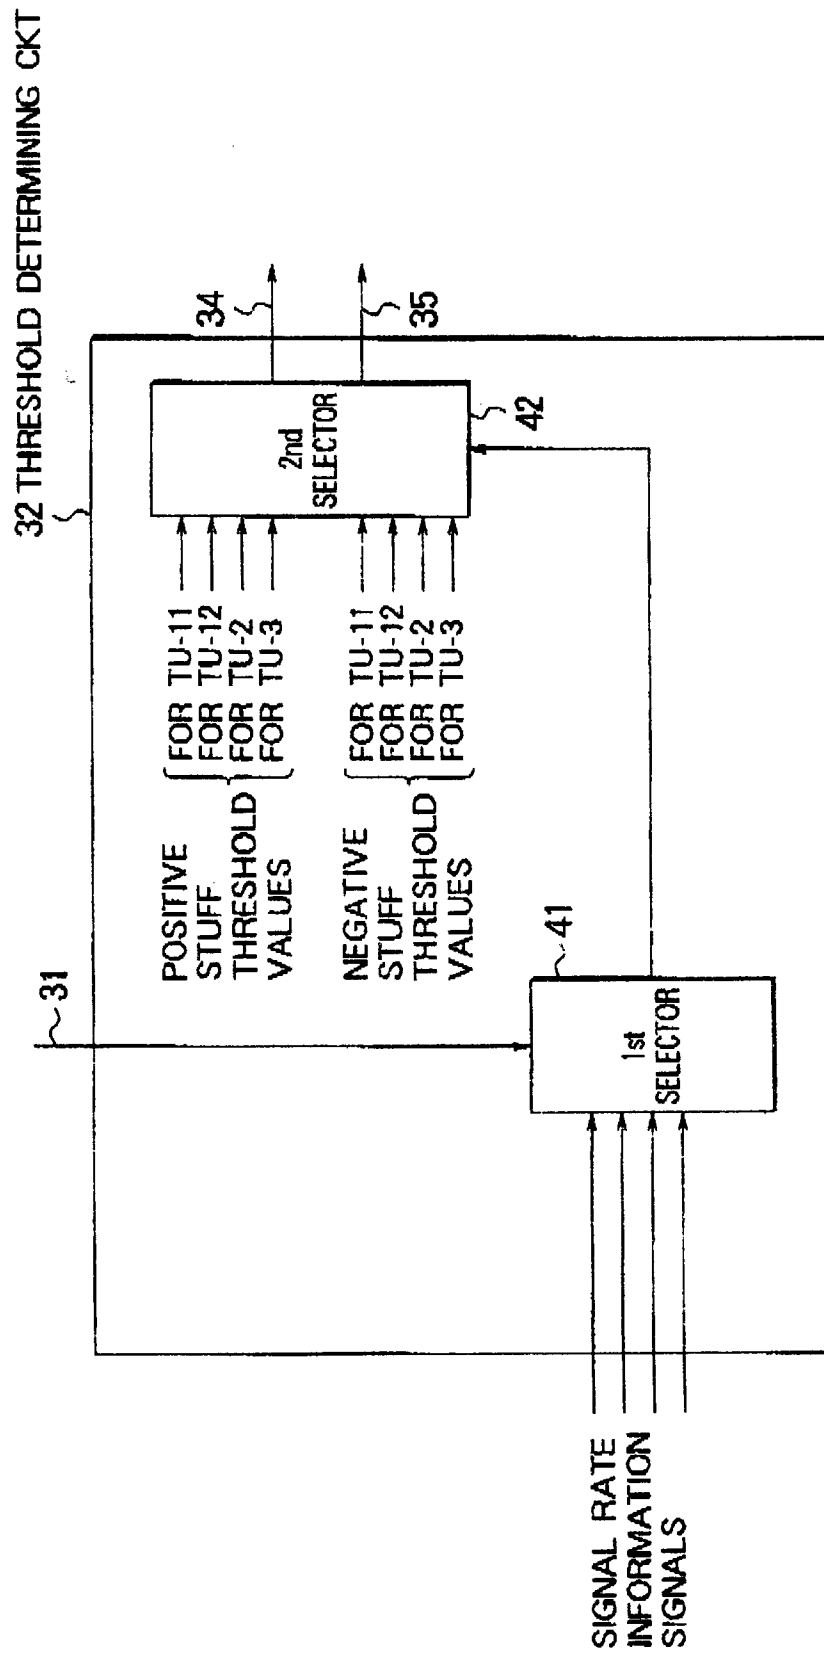 32 THRESHOLD DETERMINING CKT
31
POSITIVE
STUFF
THRESHOLD
VALUES
FOR TU-11
FOR TU-12
FOR TU-2
FOR TU-3
NEGATIVE
STUFF
THRESHOLD
VALUES
FOR TU-11
FOR TU-12
FOR TU-2
FOR TU-3
2nd
SELECTOR
34
35
42
41
1st
SELECTOR
SIGNAL RATE
INFORMATION
SIGNALS